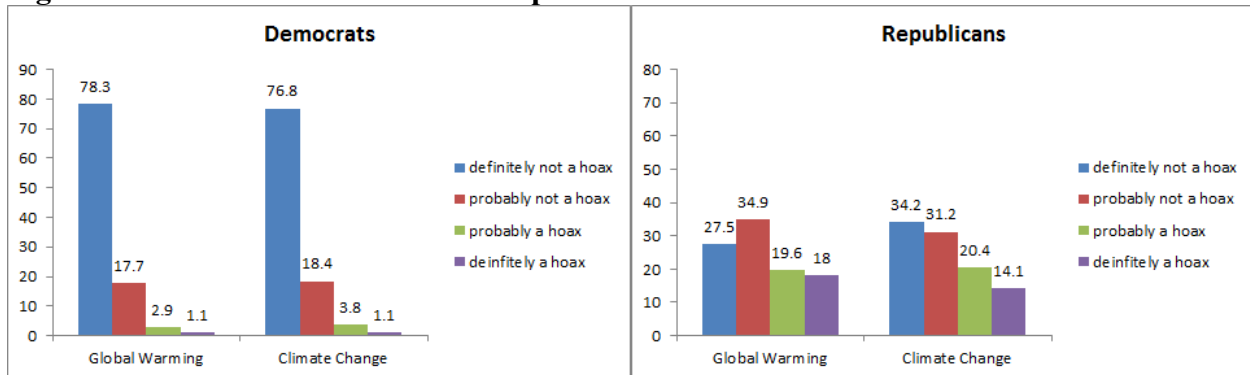 Democrats
90
80
70
60
50
40
30
20
10
0
78.3
17.7
2.9
1.1
76.8
18.4
3.8
1.1
Global Warming
Climate Change
definitely not a hoax
probably not a hoax
probably a hoax
deinfitely a hoax
Republicans
80
70
60
50
40
30
20
10
0
27.5
34.9
19.6
18
34.2
31.2
20.4
14.1
Global Warming
Climate Change
definitely not a hoax
probably not a hoax
probably a hoax
deinfitely a hoax